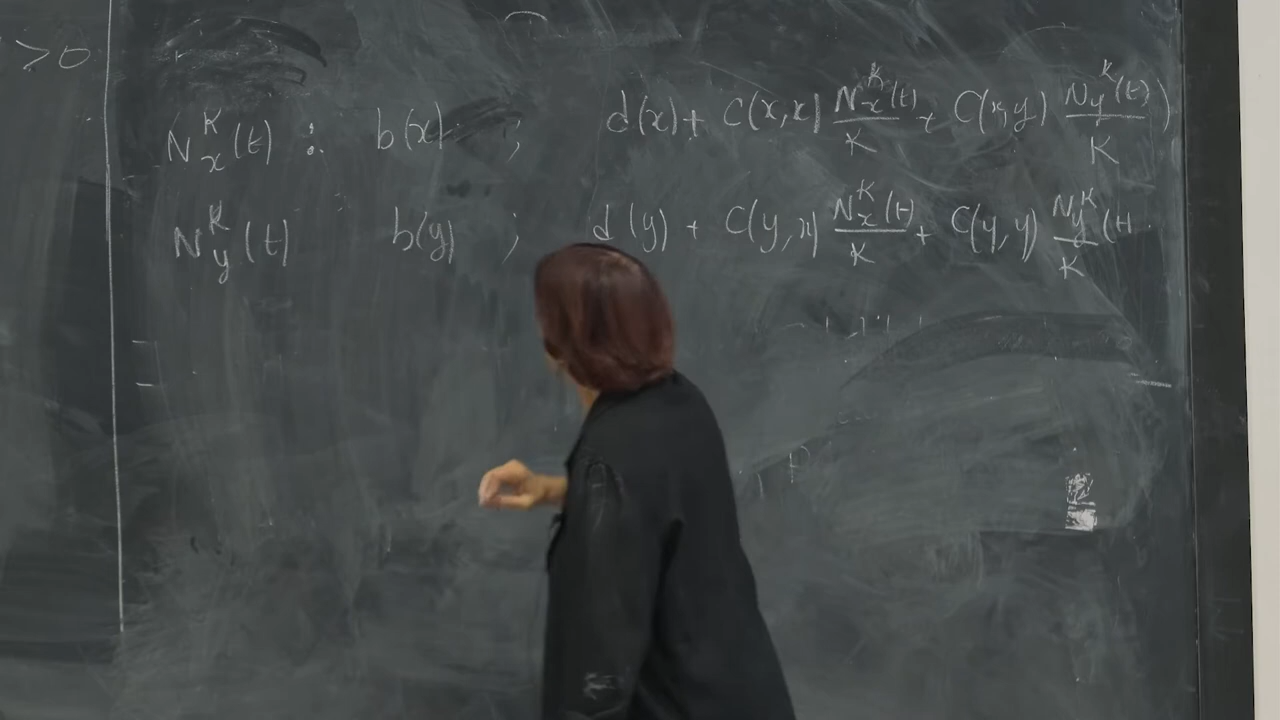 > 0
N_x^K(t) : b(x) ; d(x) + C(x,x) N_x^K(t)/K + C(x,y) N_y^K(t)/K )
N_y^K(t) b(y) ; d(y) + C(y,x) N_x^K(t)/K + C(y,y) N_y^K(t)/K